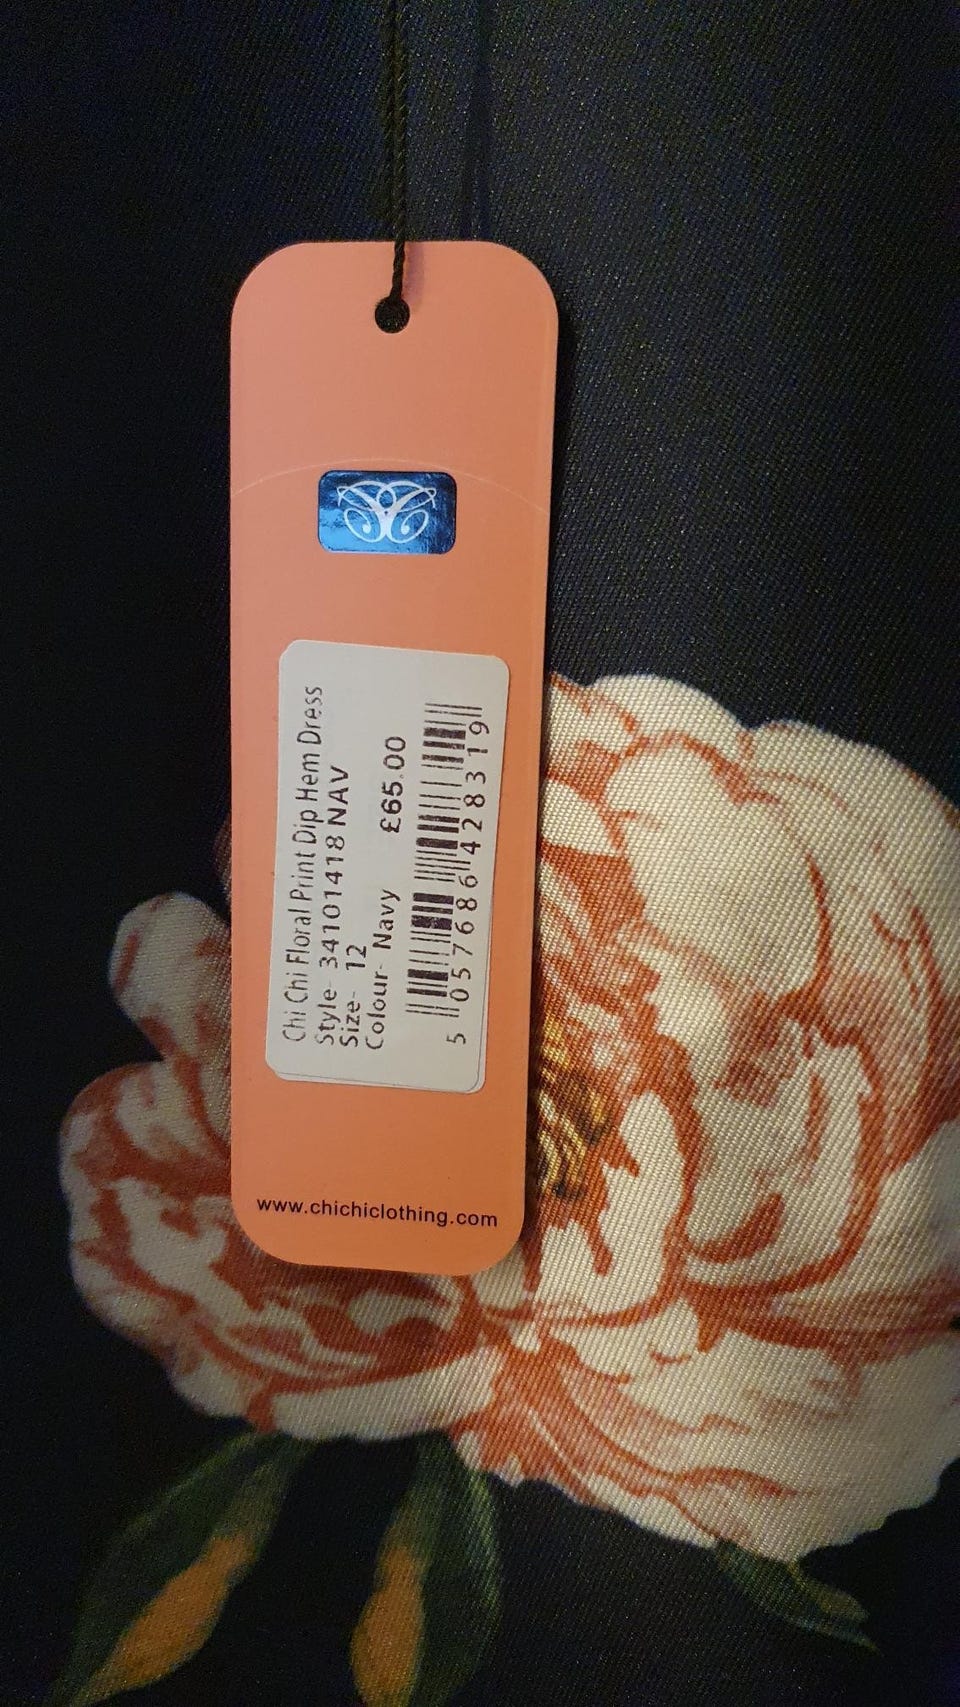 Chi Chi Floral Print Dip Hem Dress
Style- 34101418 NAV
Size- 12
Colour- Navy £65.00
5 057686 428319
www.chichiclothing.com